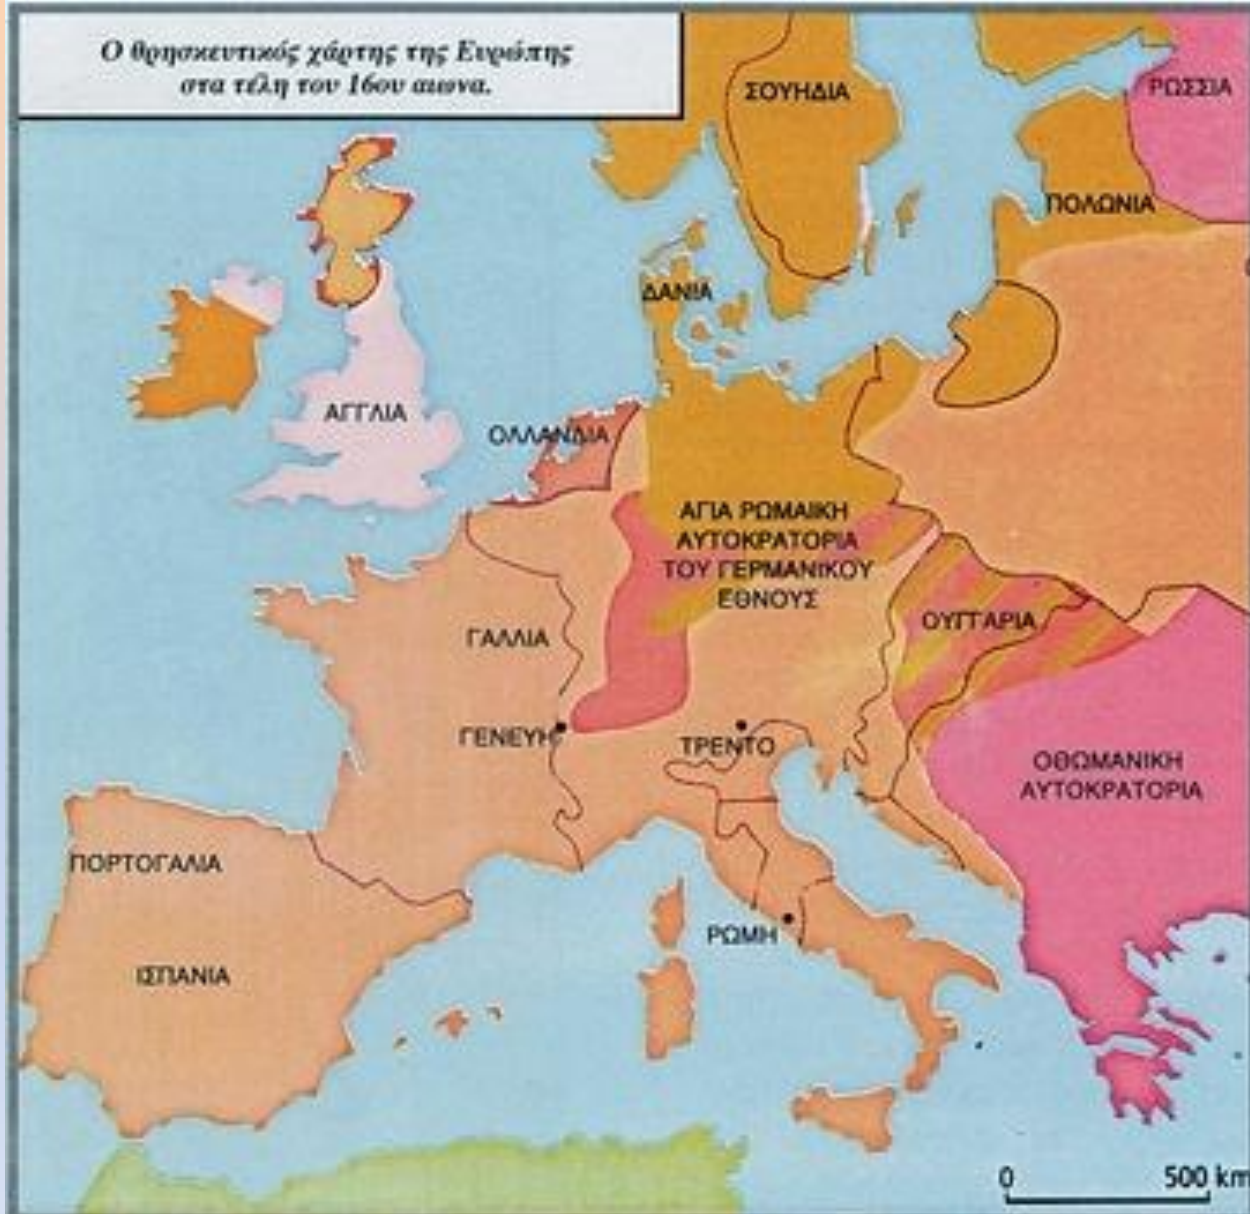 Ο θρησκευτικός χάρτης της Ευρώπης
στα τέλη του 16ου αιωνα.
ΣΟΥΗΔΙΑ
ΡΩΣΣΙΑ
ΠΟΛΩΝΙΑ
ΔΑΝΙΑ
ΑΓΓΛΙΑ
ΟΛΛΑΝΔΙΑ
ΑΓΙΑ ΡΩΜΑΙΚΗ
ΑΥΤΟΚΡΑΤΟΡΙΑ
ΤΟΥ ΓΕΡΜΑΝΙΚΟΥ
ΕΘΝΟΥΣ
ΟΥΓΓΑΡΙΑ
ΓΑΛΛΙΑ
ΓΕΝΕΥΗ
ΤΡΕΝΤΟ
ΟΘΩΜΑΝΙΚΗ
ΑΥΤΟΚΡΑΤΟΡΙΑ
ΠΟΡΤΟΓΑΛΙΑ
ΡΩΜΗ
ΙΣΠΑΝΙΑ
0 500 km